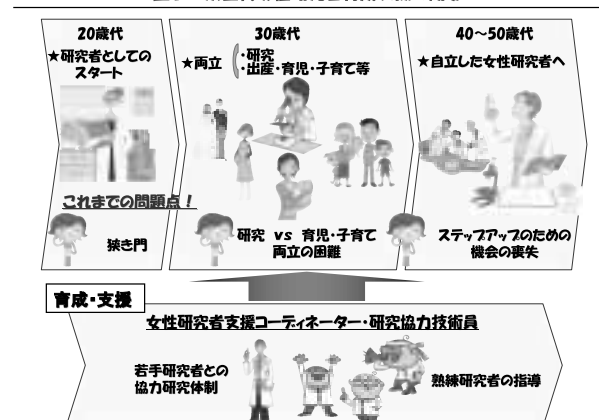 20歳代
★研究者としての
スタート
これまでの問題点！
狭き門
30歳代
★両立
・研究
・出産・育児・子育て等
研究 vs 育児・子育て
両立の困難
40～50歳代
★自立した女性研究者へ
ステップアップのための
機会の喪失
育成・支援
女性研究者支援コーディネーター・研究協力技術員
若手研究者との
協力研究体制
熟練研究者の指導